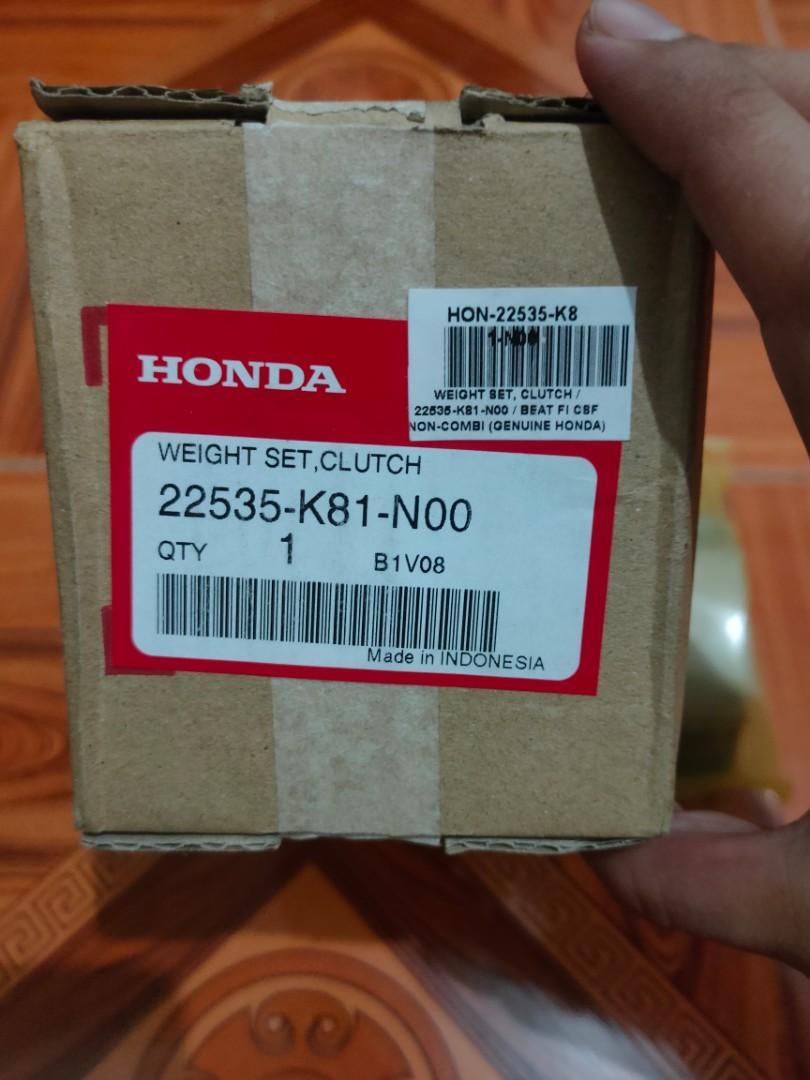 HON-22535-K8
1-N00
WEIGHT SET, CLUTCH /
22535-K81-N00 / BEAT FI CBF
NON-COMBI (GENUINE HONDA)
HONDA
WEIGHT SET,CLUTCH
22535-K81-N00
QTY 1 B1V08
Made in INDONESIA